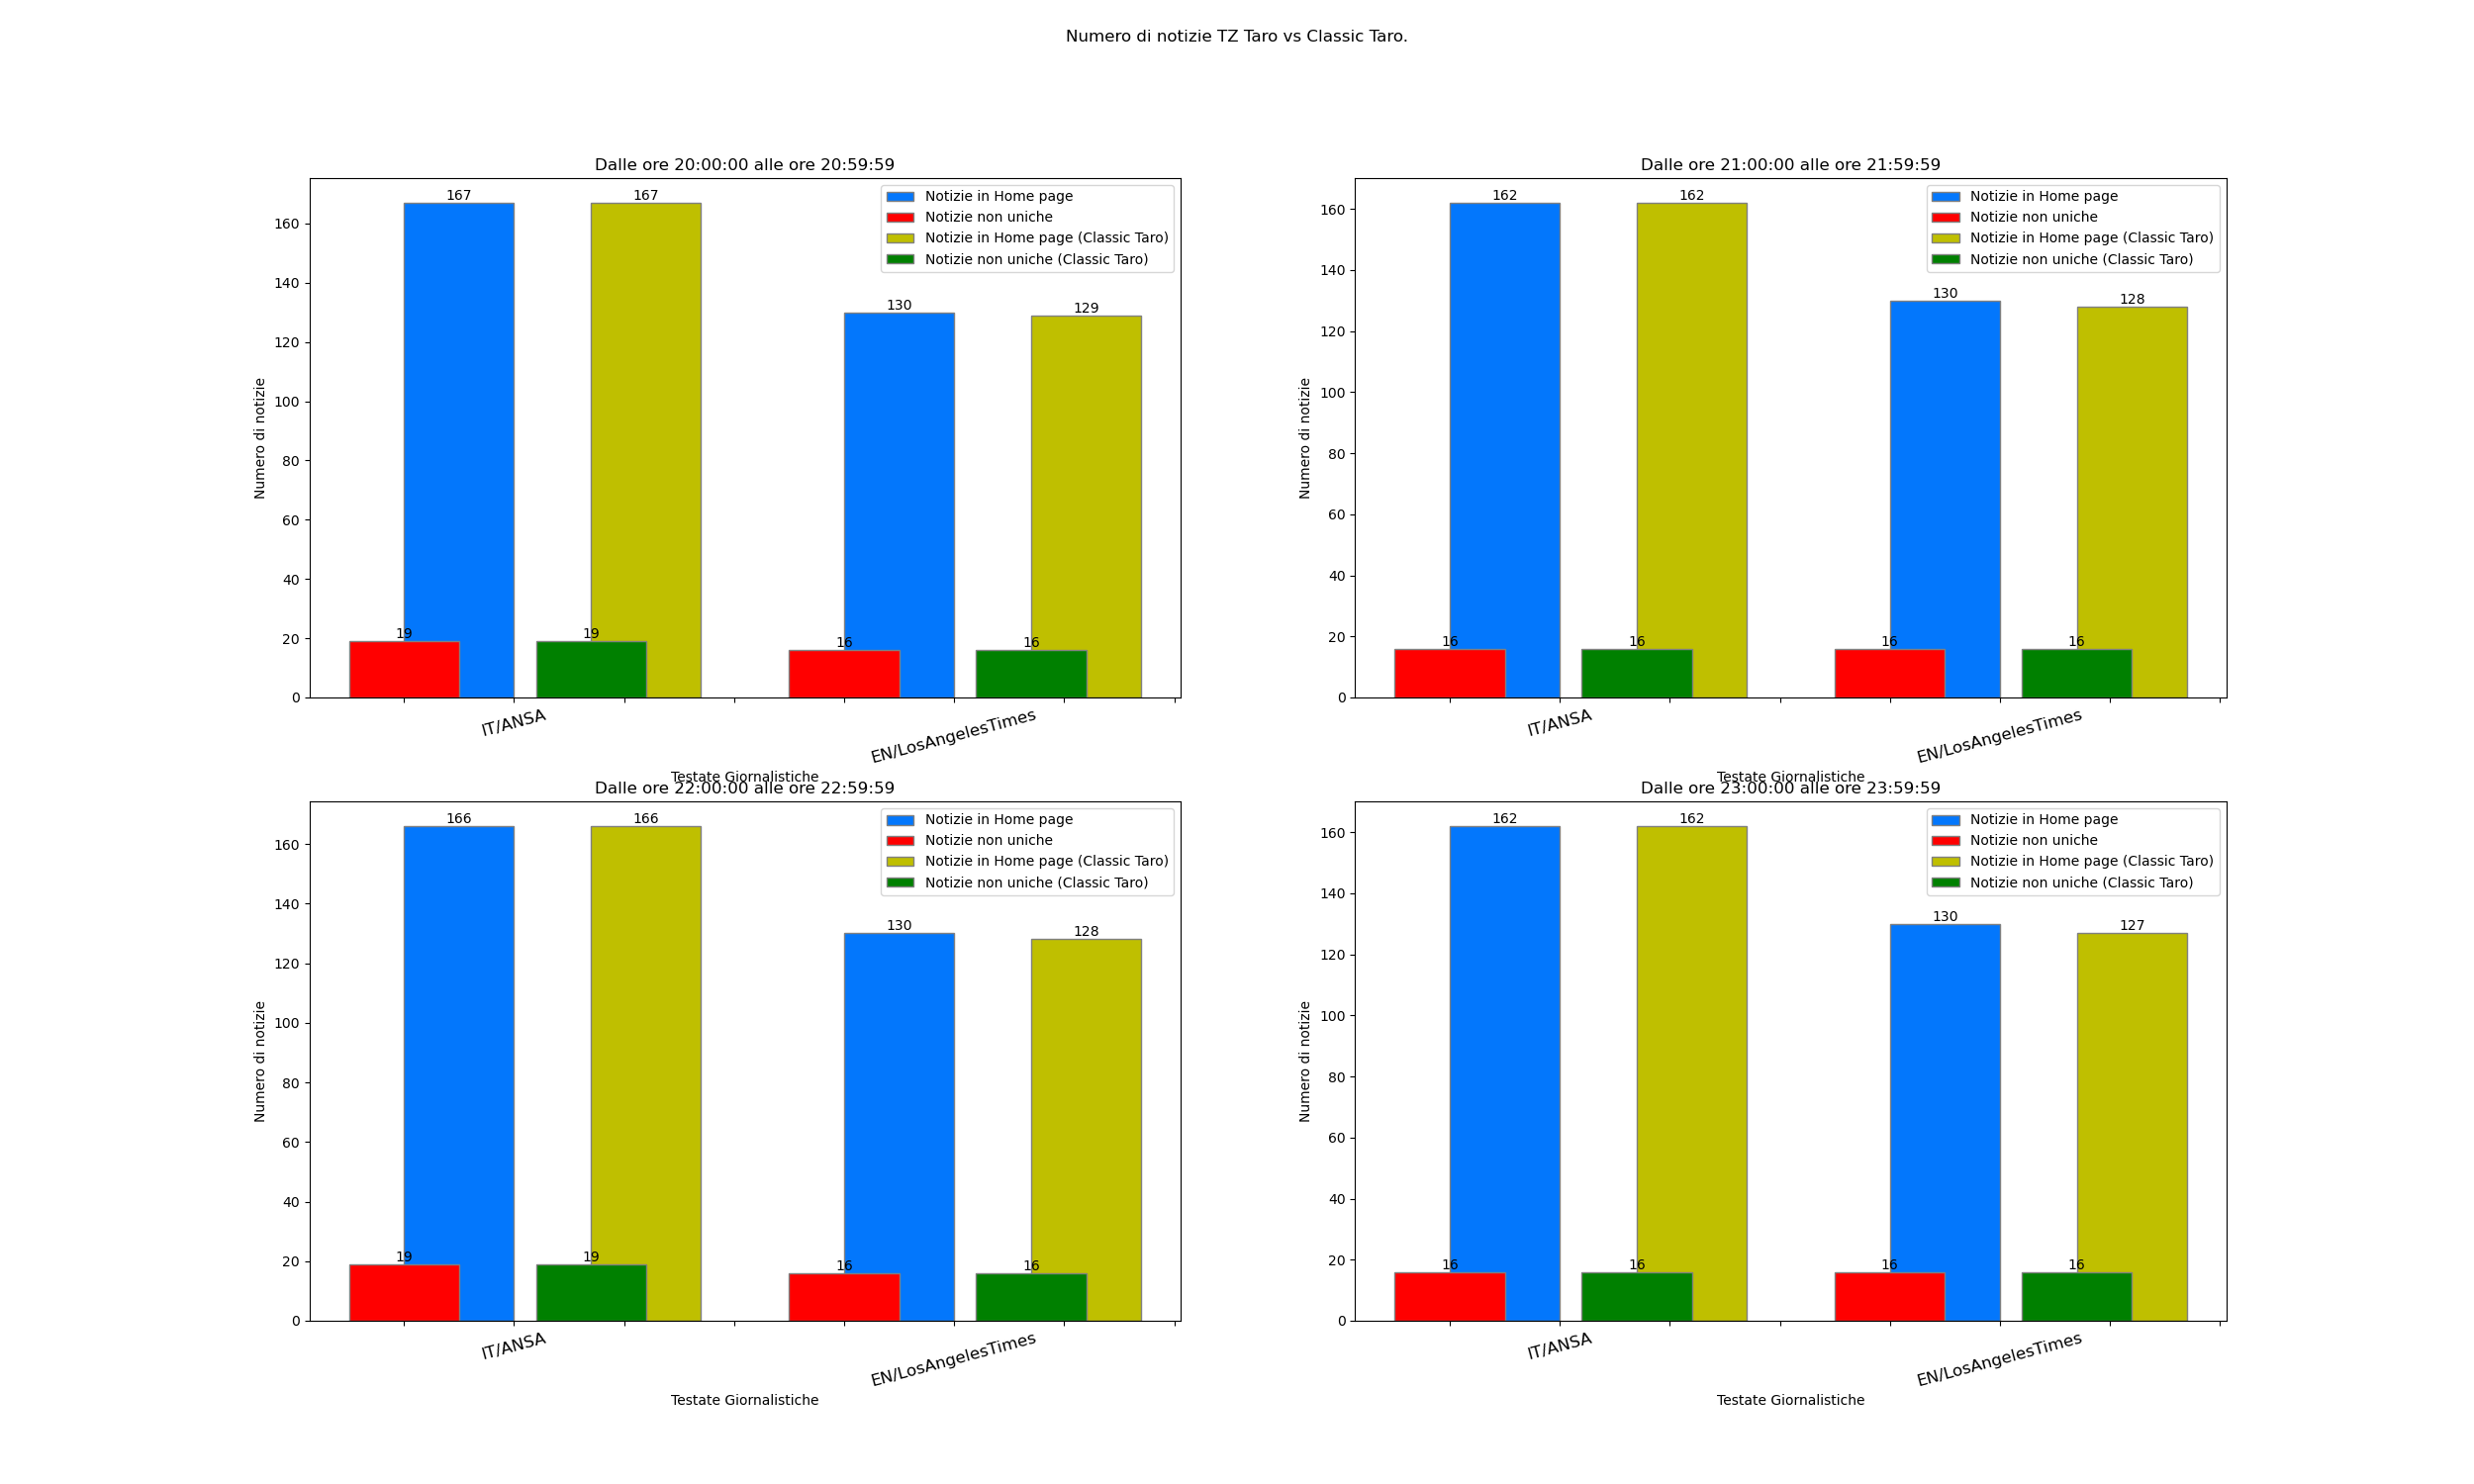 Numero di notizie TZ Taro vs Classic Taro.
Dalle ore 20:00:00 alle ore 20:59:59
Numero di notizie
160
140
120
100
80
60
40
20
0
167
167
130
129
19
19
16
16
Notizie in Home page
Notizie non uniche
Notizie in Home page (Classic Taro)
Notizie non uniche (Classic Taro)
IT/ANSA
EN/LosAngelesTimes
Testate Giornalistiche
Dalle ore 21:00:00 alle ore 21:59:59
Numero di notizie
160
140
120
100
80
60
40
20
0
162
162
130
128
16
16
16
16
Notizie in Home page
Notizie non uniche
Notizie in Home page (Classic Taro)
Notizie non uniche (Classic Taro)
IT/ANSA
EN/LosAngelesTimes
Testate Giornalistiche
Dalle ore 22:00:00 alle ore 22:59:59
Numero di notizie
160
140
120
100
80
60
40
20
0
166
166
130
128
19
19
16
16
Notizie in Home page
Notizie non uniche
Notizie in Home page (Classic Taro)
Notizie non uniche (Classic Taro)
IT/ANSA
EN/LosAngelesTimes
Testate Giornalistiche
Dalle ore 23:00:00 alle ore 23:59:59
Numero di notizie
160
140
120
100
80
60
40
20
0
162
162
130
127
16
16
16
16
Notizie in Home page
Notizie non uniche
Notizie in Home page (Classic Taro)
Notizie non uniche (Classic Taro)
IT/ANSA
EN/LosAngelesTimes
Testate Giornalistiche